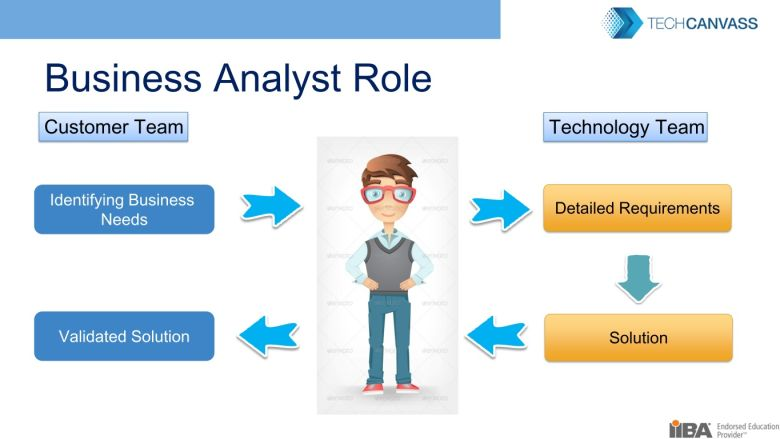 TECHCANVASS
Business Analyst Role
Customer Team
Technology Team
Identifying Business
Needs
Detailed Requirements
Validated Solution
Solution
IIBA Endorsed Education
Provider™